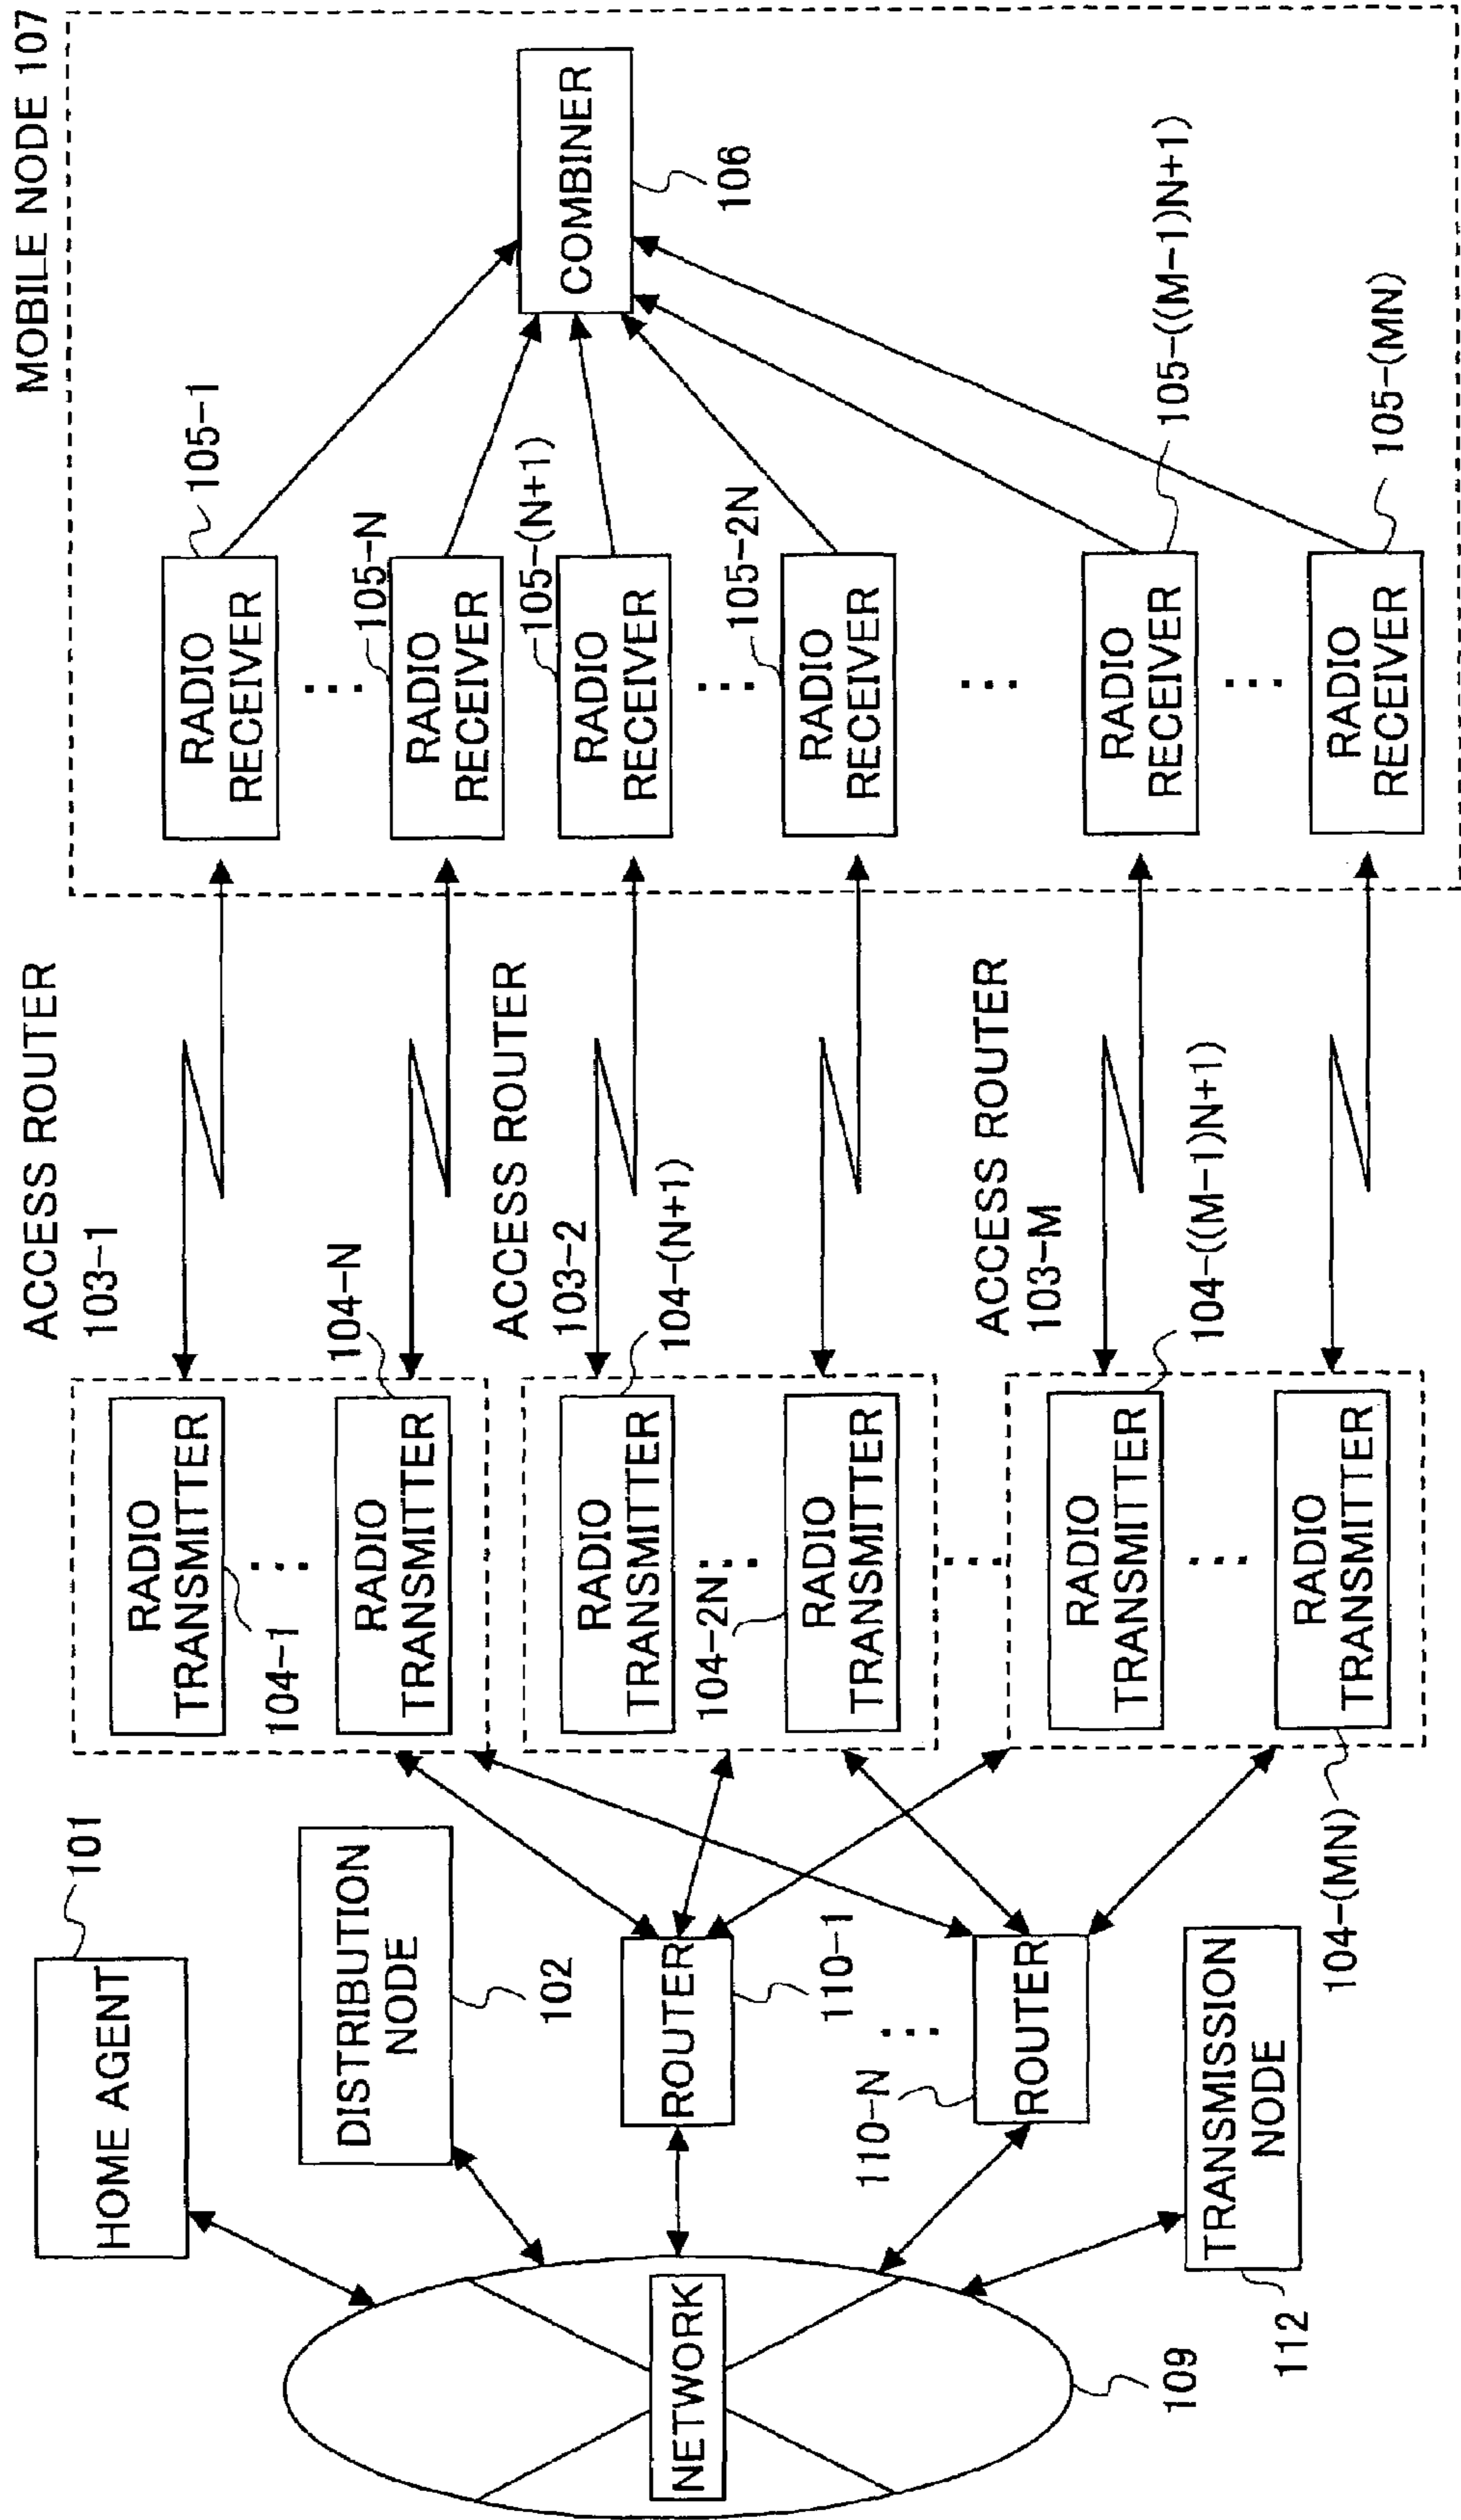 HOME AGENT
101
DISTRIBUTION
NODE
102
NETWORK
109
ROUTER
110-1
110-N
ROUTER
TRANSMISSION
NODE
112
ACCESS ROUTER
103-1
RADIO
TRANSMITTER
104-1
104-N
RADIO
TRANSMITTER
ACCESS ROUTER
103-2
104-(N+1)
RADIO
TRANSMITTER
104-2N
RADIO
TRANSMITTER
ACCESS ROUTER
103-M
104-((M-1)N+1)
RADIO
TRANSMITTER
RADIO
TRANSMITTER
104-(MN)
MOBILE NODE 107
RADIO
RECEIVER
105-1
105-N
RADIO
RECEIVER
105-(N+1)
RADIO
RECEIVER
105-2N
RADIO
RECEIVER
RADIO
RECEIVER
105-((M-1)N+1)
RADIO
RECEIVER
105-(MN)
COMBINER
106